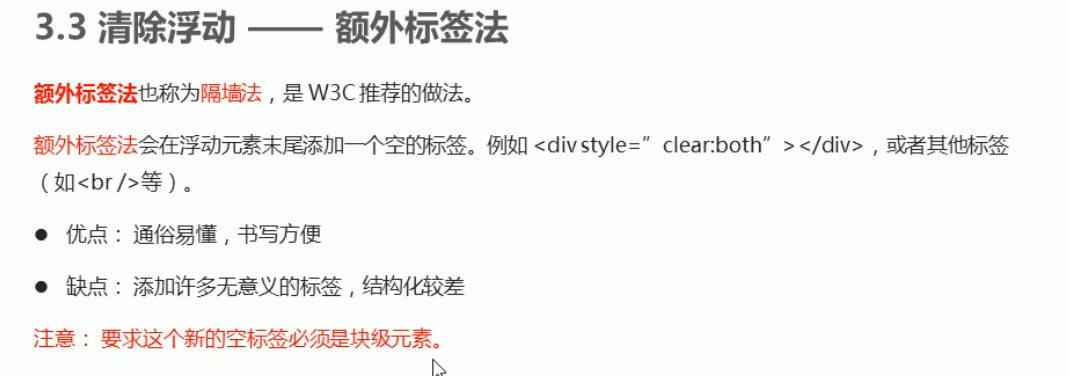 3.3 清除浮动 —— 额外标签法
额外标签法也称为隔墙法，是 W3C 推荐的做法。
额外标签法会在浮动元素末尾添加一个空的标签。例如 <div style=” clear:both” ></div>，或者其他标签
（如<br />等）。
● 优点： 通俗易懂，书写方便
● 缺点： 添加许多无意义的标签，结构化较差
注意： 要求这个新的空标签必须是块级元素。